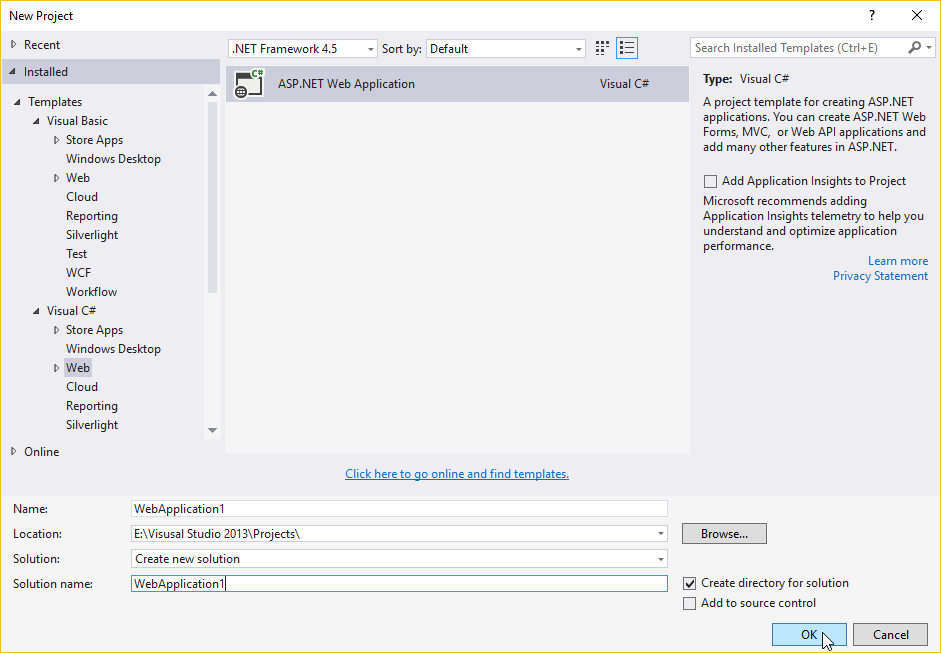 New Project
?
Recent
.NET Framework 4.5
Sort by:
Default
Search Installed Templates (Ctrl+E)
Installed
Templates
Visual Basic
Store Apps
Windows Desktop
Web
Cloud
Reporting
Silverlight
Test
WCF
Workflow
Visual C#
Store Apps
Windows Desktop
Web
Cloud
Reporting
Silverlight
Online
C#
ASP.NET Web Application
Visual C#
Type: Visual C#
A project template for creating ASP.NET
applications. You can create ASP.NET Web
Forms, MVC, or Web API applications and
add many other features in ASP.NET.
Add Application Insights to Project
Microsoft recommends adding
Application Insights telemetry to help you
understand and optimize application
performance.
Learn more
Privacy Statement
Click here to go online and find templates.
Name:
WebApplication1
Location:
E:\Visusal Studio 2013\Projects\
Browse...
Solution:
Create new solution
Solution name:
WebApplication1
Create directory for solution
Add to source control
OK
Cancel